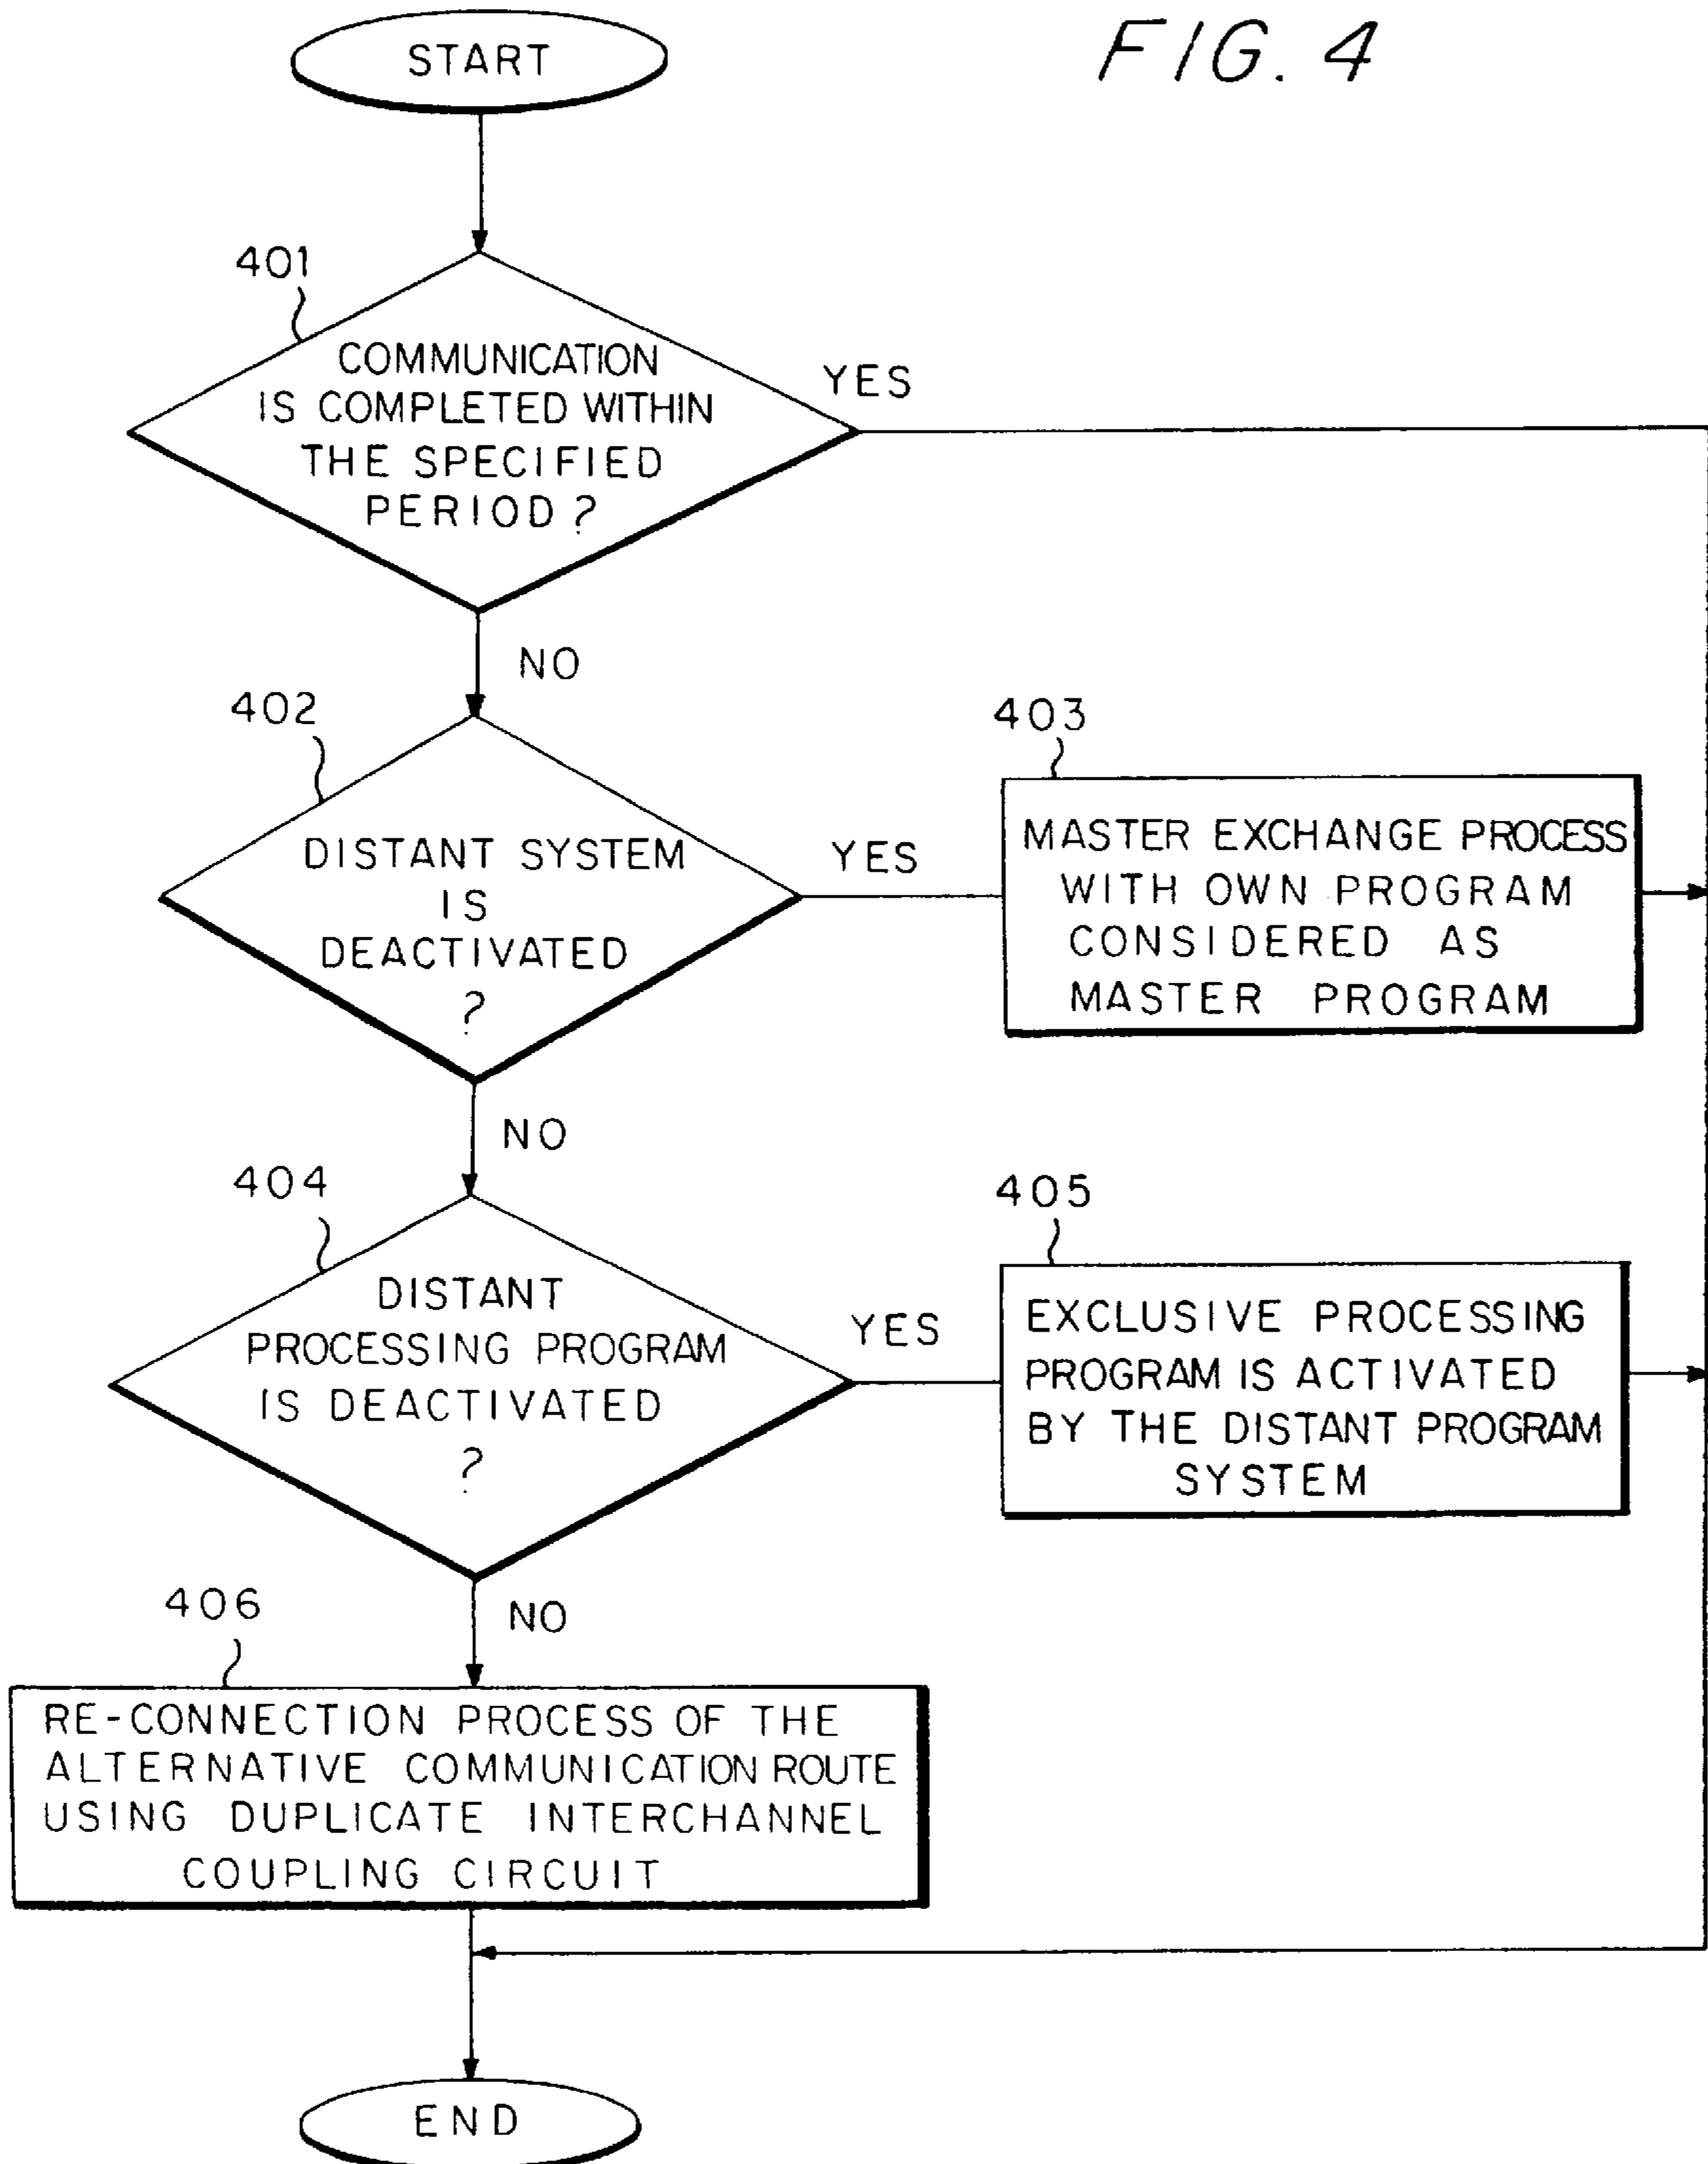 FIG. 4
START
401
COMMUNICATION
IS COMPLETED WITHIN
THE SPECIFIED
PERIOD?
YES
NO
402
DISTANT SYSTEM
IS
DEACTIVATED
?
YES
403
MASTER EXCHANGE PROCESS
WITH OWN PROGRAM
CONSIDERED AS
MASTER PROGRAM
NO
404
DISTANT
PROCESSING PROGRAM
IS DEACTIVATED
?
YES
405
EXCLUSIVE PROCESSING
PROGRAM IS ACTIVATED
BY THE DISTANT PROGRAM
SYSTEM
NO
406
RE-CONNECTION PROCESS OF THE
ALTERNATIVE COMMUNICATION ROUTE
USING DUPLICATE INTERCHANNEL
COUPLING CIRCUIT
END